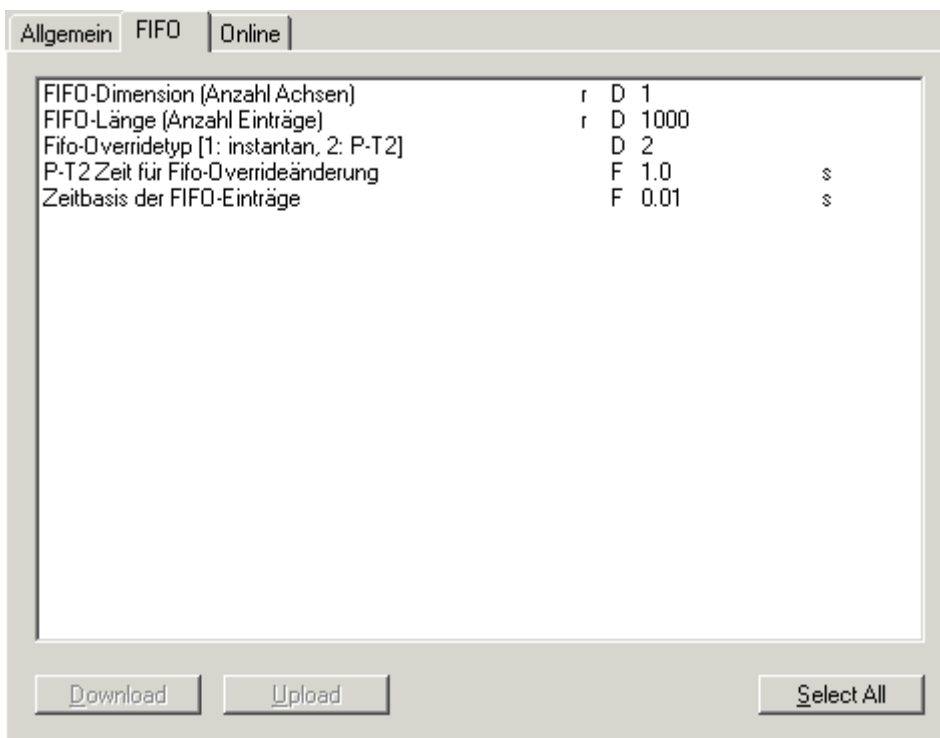 Allgemein FIFO Online
FIFO-Dimension (Anzahl Achsen) r D 1
FIFO-Länge (Anzahl Einträge) r D 1000
Fifo-Overridetyp [1: instantan, 2: P-T2] D 2
P-T2 Zeit für Fifo-Overrideänderung F 1.0 s
Zeitbasis der FIFO-Einträge F 0.01 s
Download Upload Select All